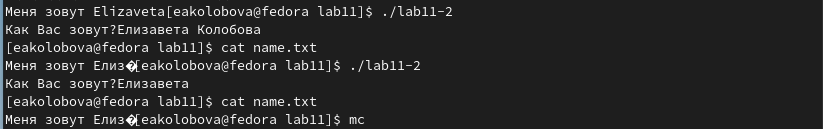 Меня зовут Elizaveta[eakolobova@fedora lab11]$ ./lab11-2
Как Вас зовут?Елизавета Колобова
[eakolobova@fedora lab11]$ cat name.txt
Меня зовут Елиз�[eakolobova@fedora lab11]$ ./lab11-2
Как Вас зовут?Елизавета
[eakolobova@fedora lab11]$ cat name.txt
Меня зовут Елиз�[eakolobova@fedora lab11]$ mc